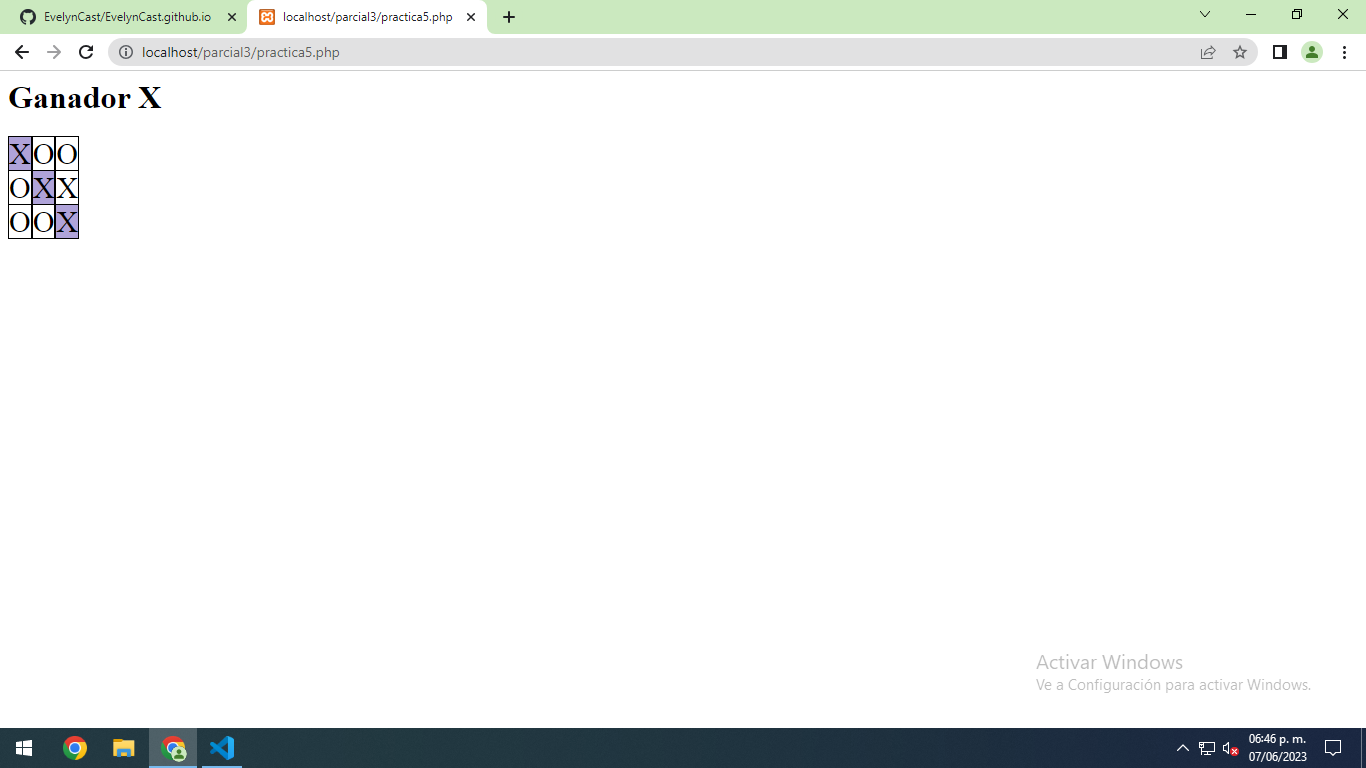 EvelynCast/EvelynCast.github.io
localhost/parcial3/practica5.php
localhost/parcial3/practica5.php
Ganador X
X O O
O X X
O O X
Activar Windows
Ve a Configuración para activar Windows.
06:46 p. m.
07/06/2023